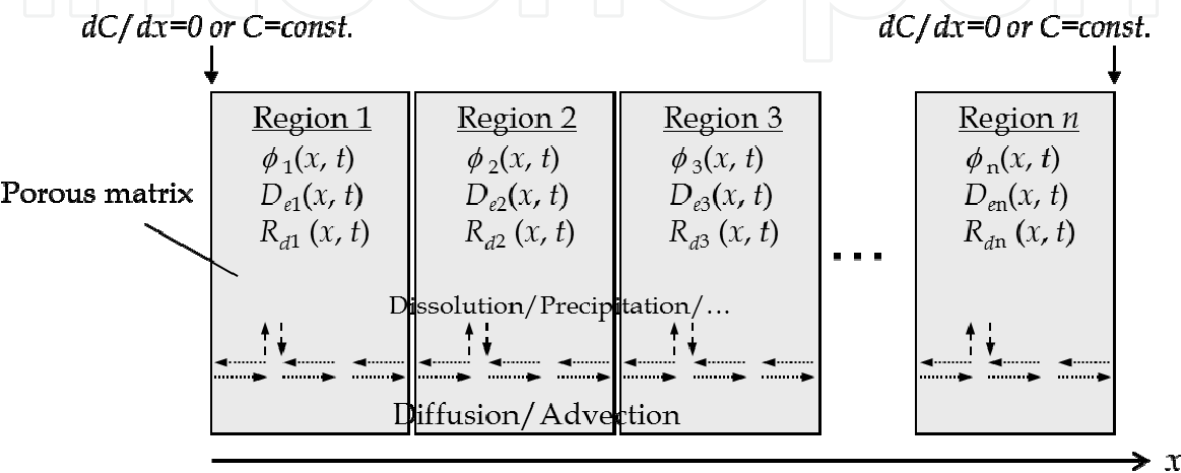 dC/dx=0 or C=const. dC/dx=0 or C=const.
Region 1 Region 2 Region 3 Region n
ϕ1(x, t) ϕ2(x, t) ϕ3(x, t) ϕn(x, t)
Porous matrix De1(x, t) De2(x, t) De3(x, t) Den(x, t)
Rd1 (x, t) Rd2 (x, t) Rd3 (x, t) Rdn (x, t)
...
Dissolution/Precipitation/…
Diffusion/Advection
x